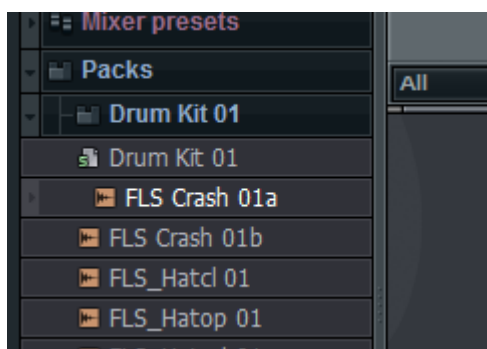 Mixer presets
Packs
All
Drum Kit 01
Drum Kit 01
FLS Crash 01a
FLS Crash 01b
FLS_Hatcl 01
FLS_Hatop 01